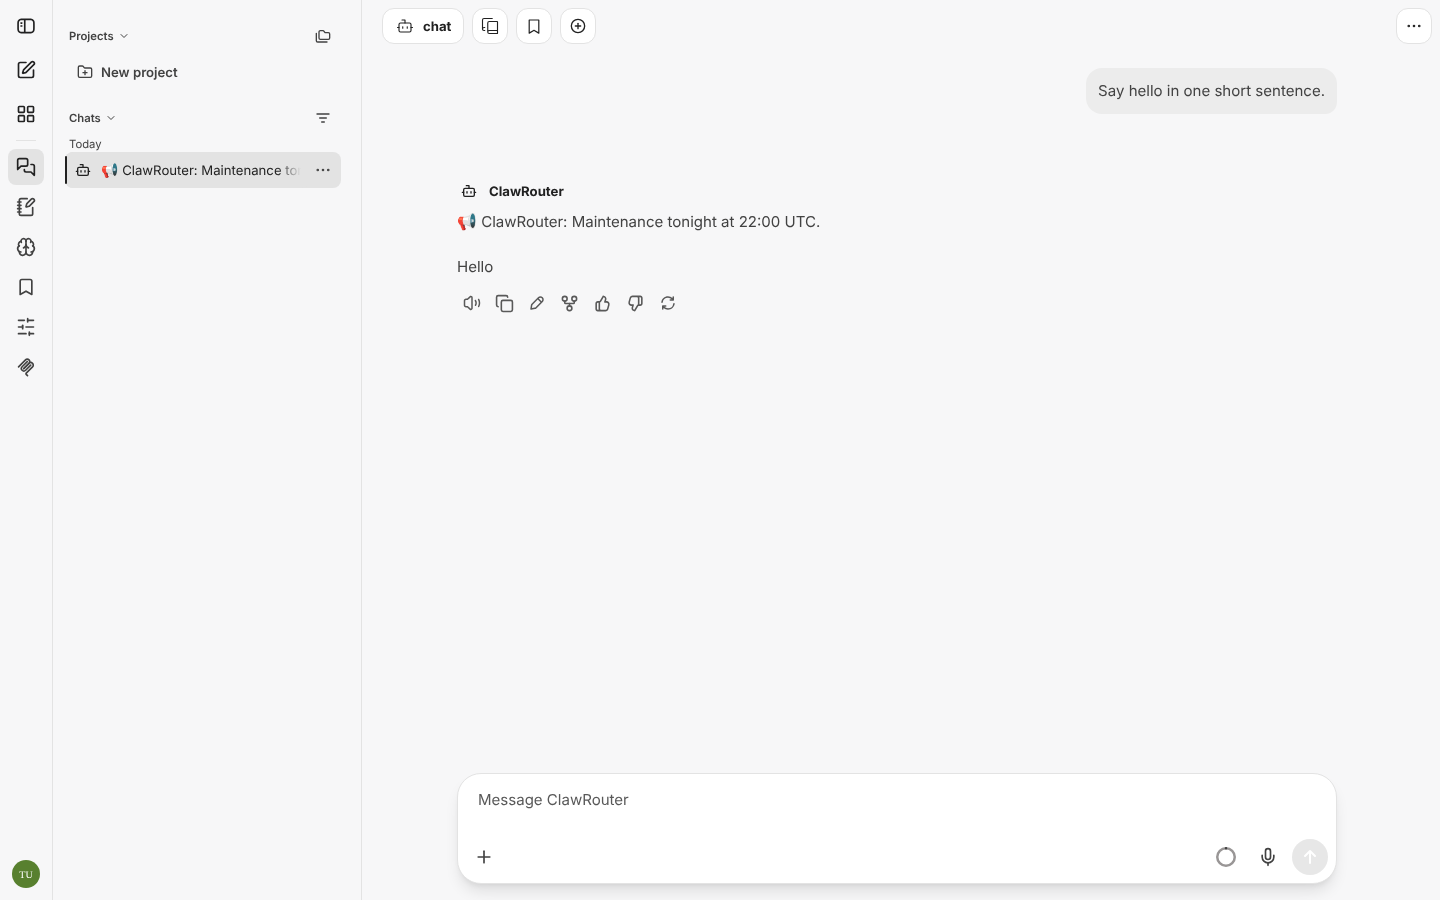 Projects
New project
Chats
Today
📢 ClawRouter: Maintenance to
chat
Say hello in one short sentence.
ClawRouter
📢 ClawRouter: Maintenance tonight at 22:00 UTC.
Hello
Message ClawRouter
TU